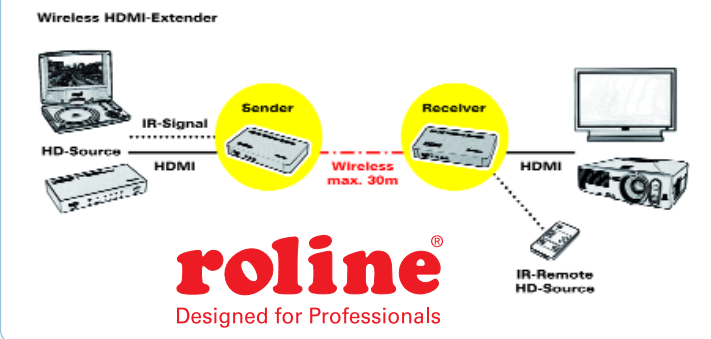 Wireless HDMI-Extender
Sender
Receiver
IR-Signal
HD-Source
HDMI
Wireless
max. 30m
HDMI
IR-Remote
HD-Source
roline®
Designed for Professionals